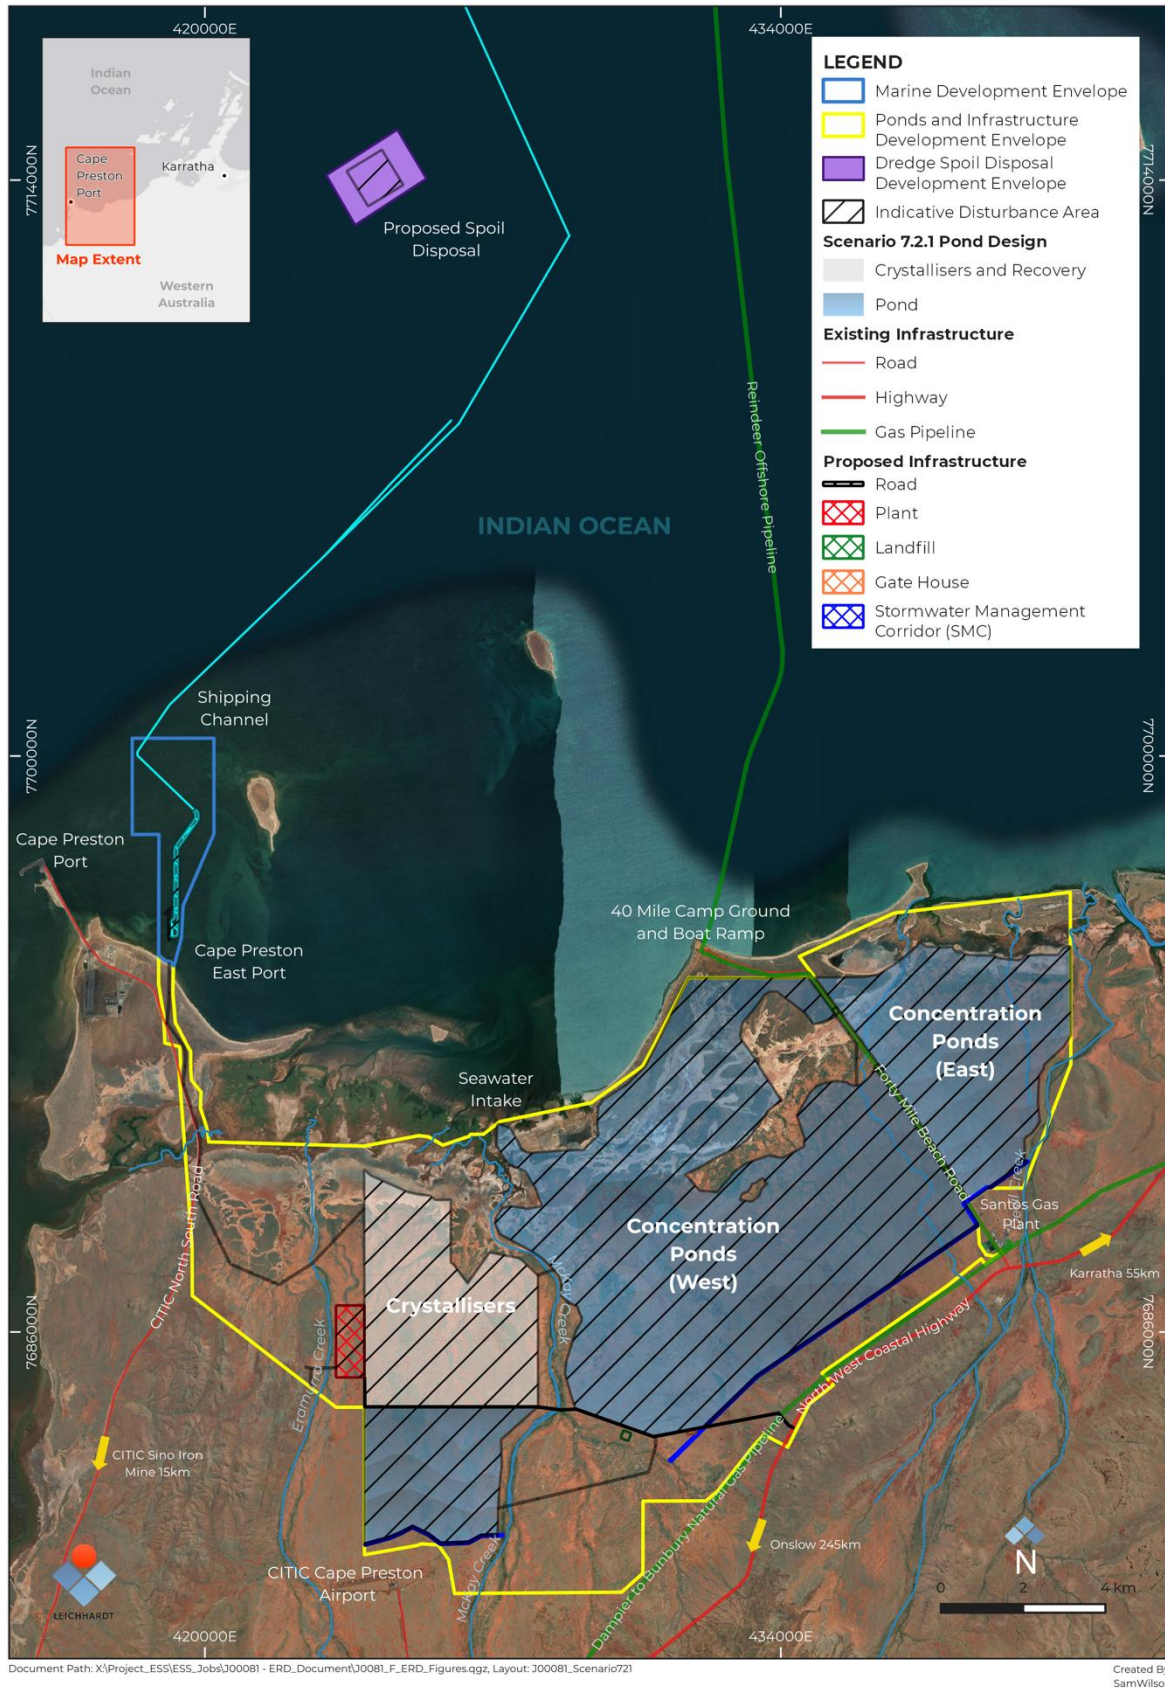 420000E
434000E
Indian
Ocean
Cape
Preston
Port
Karratha
Map Extent
Western
Australia
7714000N
7714000N
Proposed Spoil
Disposal
LEGEND
Marine Development Envelope
Ponds and Infrastructure
Development Envelope
Dredge Spoil Disposal
Development Envelope
Indicative Disturbance Area
Scenario 7.2.1 Pond Design
Crystallisers and Recovery
Pond
Existing Infrastructure
Road
Highway
Gas Pipeline
Proposed Infrastructure
Road
Plant
Landfill
Gate House
Stormwater Management
Corridor (SMC)
Reindeer Offshore Pipeline
INDIAN OCEAN
Shipping
Channel
7700000N
7700000N
Cape Preston
Port
Cape Preston
East Port
40 Mile Camp Ground
and Boat Ramp
Concentration
Ponds
(East)
Seawater
Intake
Forty Mile Beach Road
Santos Gas
Plant
CITIC North South Road
Concentration
Ponds
(West)
McKay Creek
Crystallisers
Karratha 55km
7686000N
7686000N
Eramurra Creek
North West Coastal Highway
CITIC Sino Iron
Mine 15km
Dampier to Bunbury Natural Gas Pipeline
Onslow 245km
CITIC Cape Preston
Airport
McKay Creek
LEICHHARDT
N
0 2 4 km
420000E
434000E
Document Path: X:\Project_ESS\ESS_Jobs\J00081 - ERD_Document\J0081_F_ERD_Figures.qgz, Layout: J00081_Scenario721
Created By
SamWilso